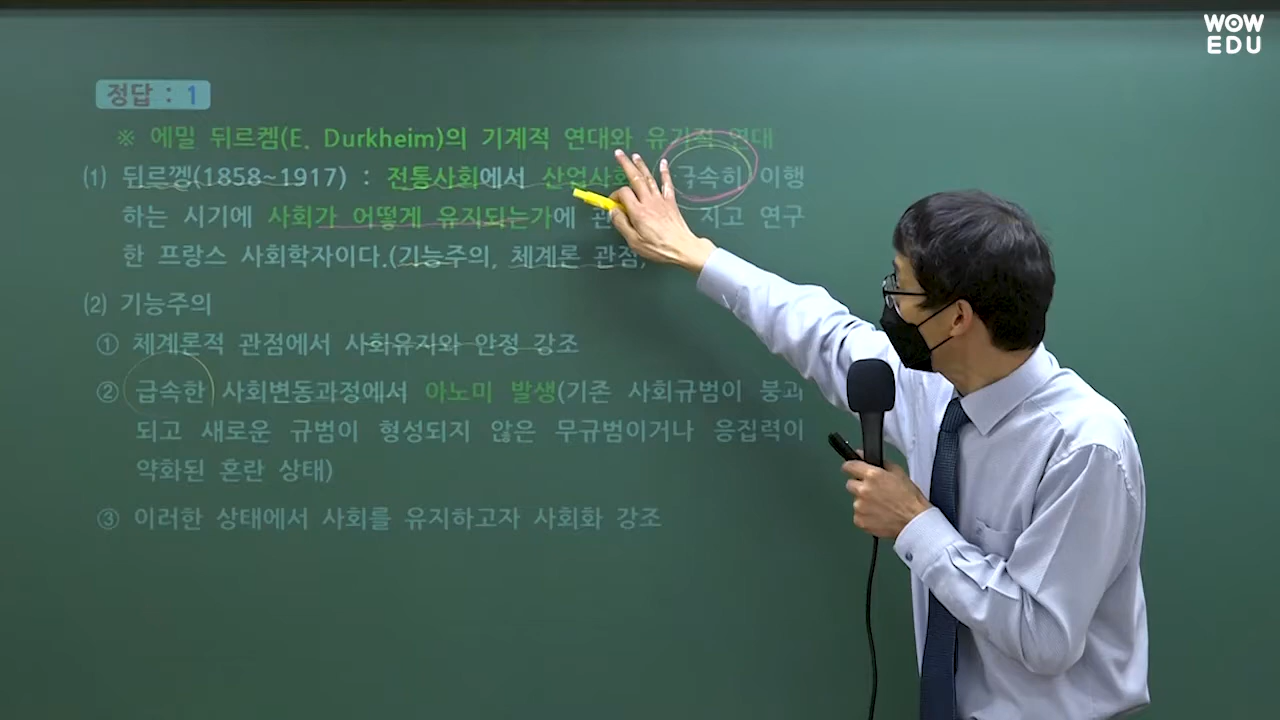 WOW
EDU
정답 : 1
※ 에밀 뒤르켐(E. Durkheim)의 기계적 연대와 유기적 연대
(1) 뒤르껭(1858~1917) : 전통사회에서 급속히 이행
하는 시기에 사회가 어떻게 유지되는가에 지고 연구
한 프랑스 사회학자이다.(기능주의, 체계론 관점,
(2) 기능주의
① 체계론적 관점에서 사회유지와 안정 강조
② 급속한 사회변동과정에서 아노미 발생(기존 사회규범이 붕괴
되고 새로운 규범이 형성되지 않은 무규범이거나 응집력이
약화된 혼란 상태)
③ 이러한 상태에서 사회를 유지하고자 사회화 강조